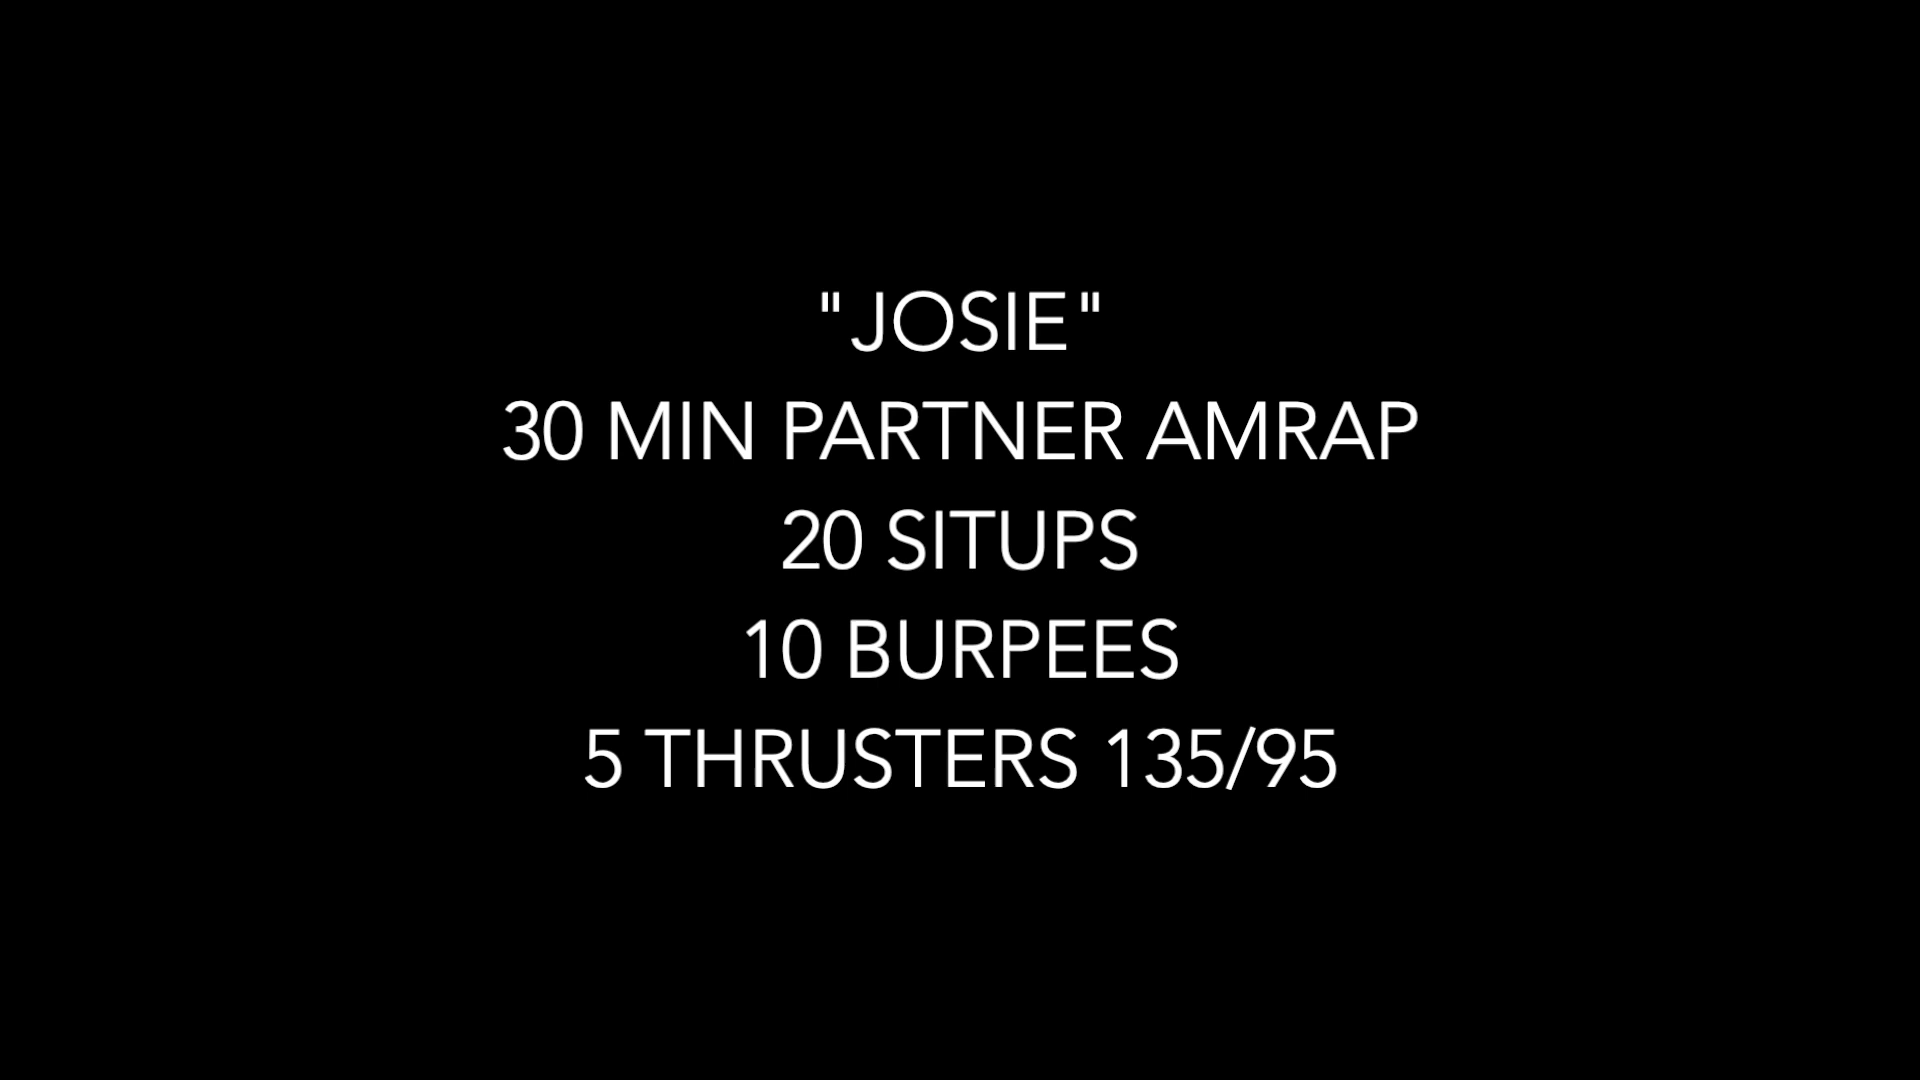 "JOSIE"
30 MIN PARTNER AMRAP
20 SITUPS
10 BURPEES
5 THRUSTERS 135/95